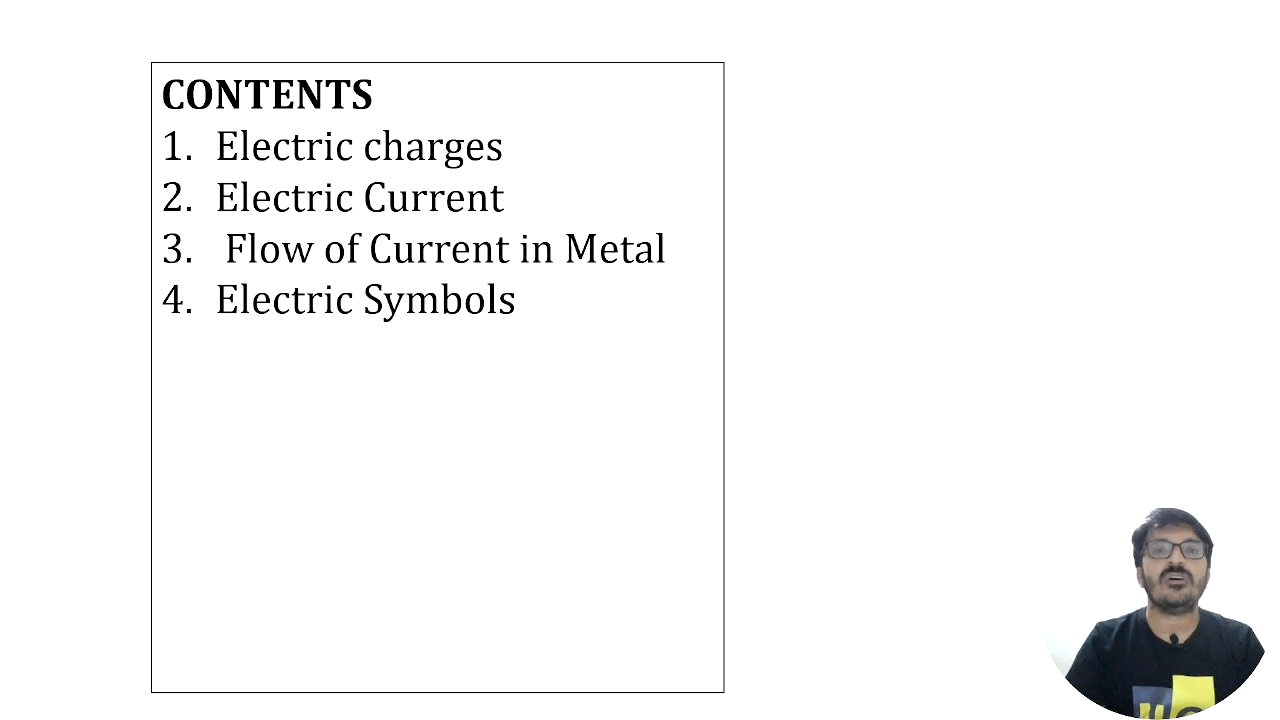 CONTENTS
1. Electric charges
2. Electric Current
3. Flow of Current in Metal
4. Electric Symbols